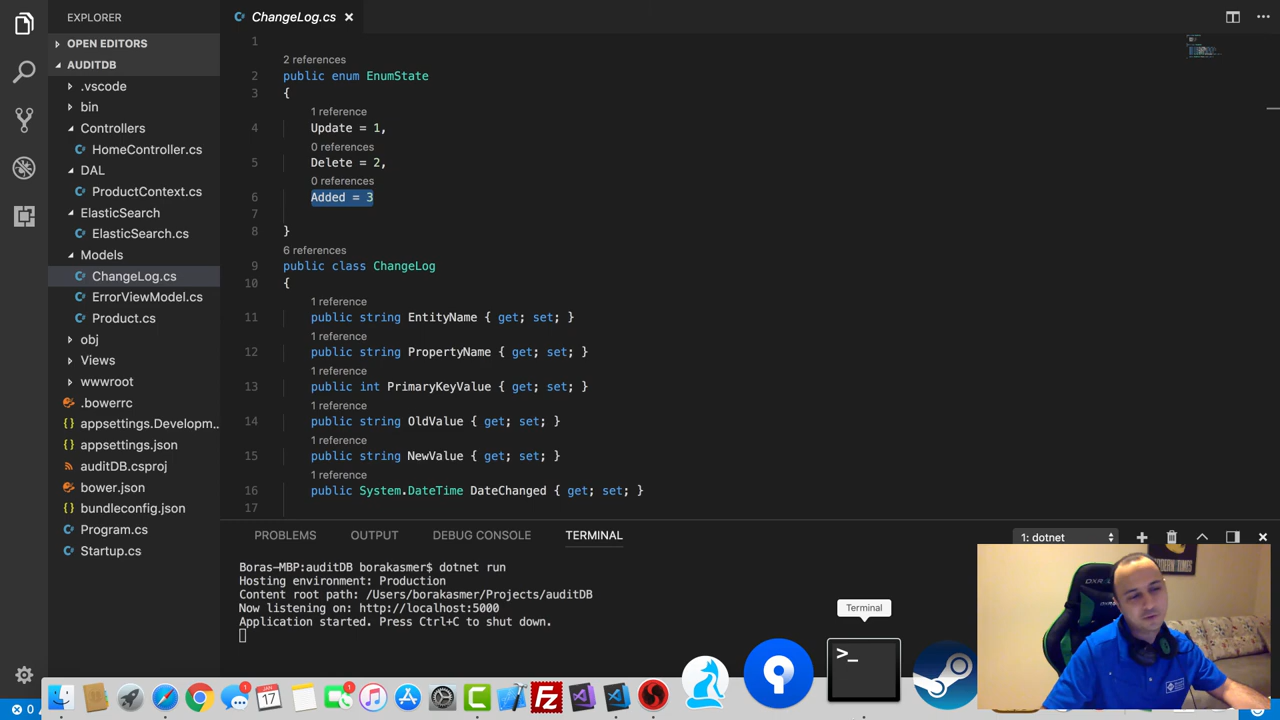 EXPLORER
OPEN EDITORS
AUDITDB
.vscode
bin
Controllers
HomeController.cs
DAL
ProductContext.cs
ElasticSearch
ElasticSearch.cs
Models
ChangeLog.cs
ErrorViewModel.cs
Product.cs
obj
Views
wwwroot
.bowerrc
appsettings.Developm...
appsettings.json
auditDB.csproj
bower.json
bundleconfig.json
Program.cs
Startup.cs
ChangeLog.cs
1
2 references
2 public enum EnumState
3 {
1 reference
4 Update = 1,
0 references
5 Delete = 2,
0 references
6 Added = 3
7
8 }
6 references
9 public class ChangeLog
10 {
1 reference
11 public string EntityName { get; set; }
1 reference
12 public string PropertyName { get; set; }
1 reference
13 public int PrimaryKeyValue { get; set; }
1 reference
14 public string OldValue { get; set; }
1 reference
15 public string NewValue { get; set; }
1 reference
16 public System.DateTime DateChanged { get; set; }
17
PROBLEMS OUTPUT DEBUG CONSOLE TERMINAL
1: dotnet
Boras-MBP:auditDB borakasmer$ dotnet run
Hosting environment: Production
Content root path: /Users/borakasmer/Projects/auditDB
Now listening on: http://localhost:5000
Application started. Press Ctrl+C to shut down.
Terminal
>_
JAN
17
1
1
Fz
0
MODERN TIMES